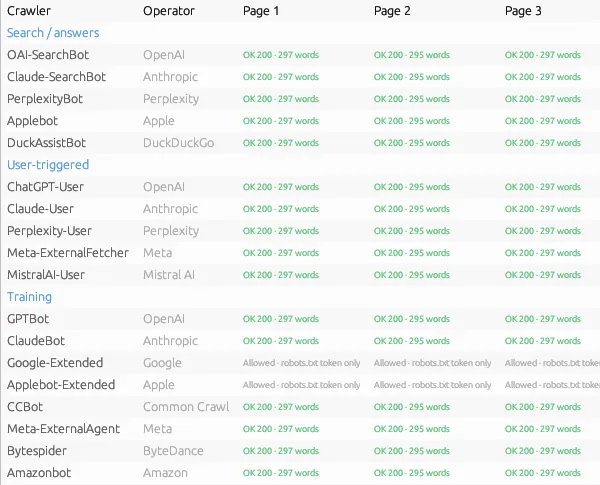 Crawler Operator Page 1 Page 2 Page 3
Search / answers
OAI-SearchBot OpenAI OK 200 · 297 words OK 200 · 295 words OK 200 · 297 words
Claude-SearchBot Anthropic OK 200 · 297 words OK 200 · 295 words OK 200 · 297 words
PerplexityBot Perplexity OK 200 · 297 words OK 200 · 295 words OK 200 · 297 words
Applebot Apple OK 200 · 297 words OK 200 · 295 words OK 200 · 297 words
DuckAssistBot DuckDuckGo OK 200 · 297 words OK 200 · 295 words OK 200 · 297 words
User-triggered
ChatGPT-User OpenAI OK 200 · 297 words OK 200 · 295 words OK 200 · 297 words
Claude-User Anthropic OK 200 · 297 words OK 200 · 295 words OK 200 · 297 words
Perplexity-User Perplexity OK 200 · 297 words OK 200 · 295 words OK 200 · 297 words
Meta-ExternalFetcher Meta OK 200 · 297 words OK 200 · 295 words OK 200 · 297 words
MistralAI-User Mistral AI OK 200 · 297 words OK 200 · 295 words OK 200 · 297 words
Training
GPTBot OpenAI OK 200 · 297 words OK 200 · 295 words OK 200 · 297 words
ClaudeBot Anthropic OK 200 · 297 words OK 200 · 295 words OK 200 · 297 words
Google-Extended Google Allowed · robots.txt token only Allowed · robots.txt token only Allowed · robots.txt token
Applebot-Extended Apple Allowed · robots.txt token only Allowed · robots.txt token only Allowed · robots.txt token
CCBot Common Crawl OK 200 · 297 words OK 200 · 295 words OK 200 · 297 words
Meta-ExternalAgent Meta OK 200 · 297 words OK 200 · 295 words OK 200 · 297 words
Bytespider ByteDance OK 200 · 297 words OK 200 · 295 words OK 200 · 297 words
Amazonbot Amazon OK 200 · 297 words OK 200 · 295 words OK 200 · 297 words